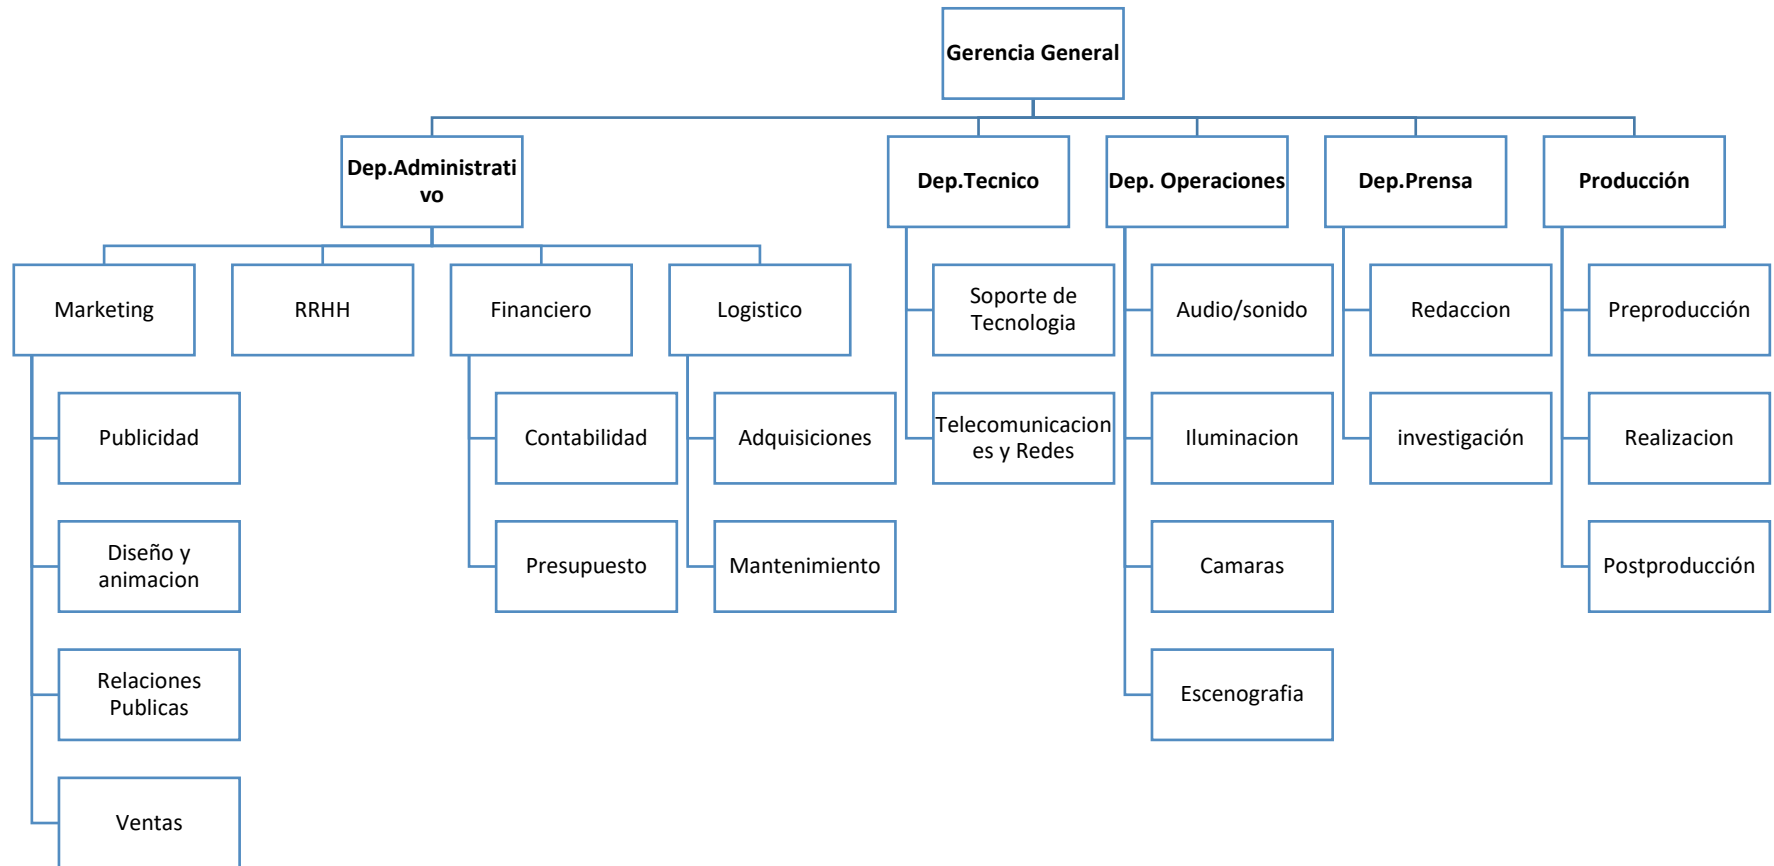 Gerencia General
Dep.Administrati
vo
Dep.Tecnico
Dep. Operaciones
Dep.Prensa
Producción
Marketing
RRHH
Financiero
Logistico
Soporte de
Tecnologia
Audio/sonido
Redaccion
Preproducción
Publicidad
Contabilidad
Adquisiciones
Telecomunicacion
es y Redes
Iluminacion
investigación
Realizacion
Diseño y
animacion
Presupuesto
Mantenimiento
Camaras
Postproducción
Relaciones
Publicas
Escenografia
Ventas